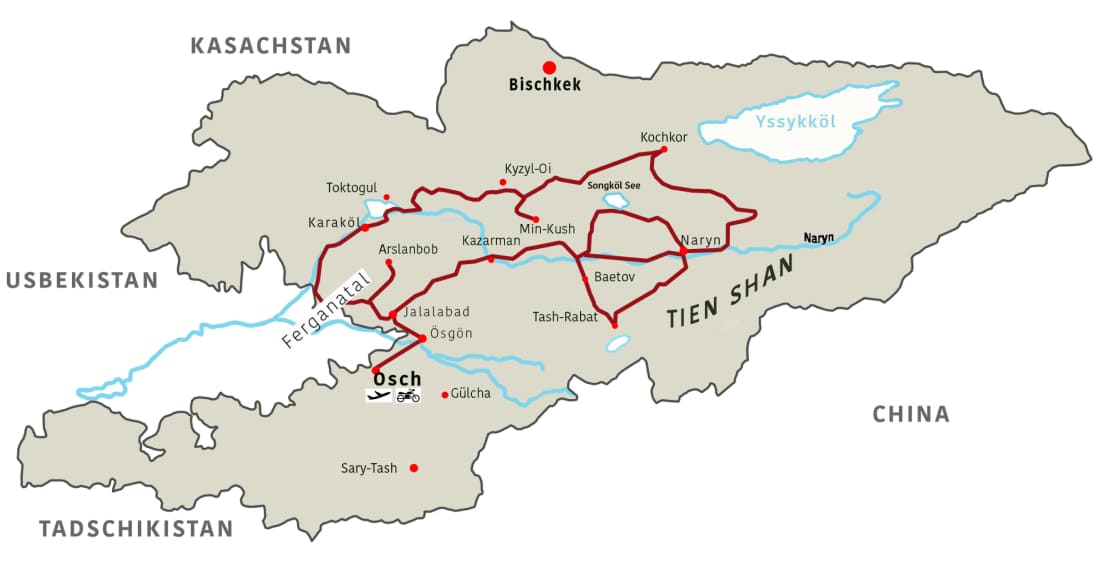 KASACHSTAN
Bischkek
Yssykköl
Kochkor
Kyzyl-Oi
Toktogul
Songköl See
Karaköl
Min-Kush
Kazarman
Naryn
Naryn
Arslanbob
USBEKISTAN
Baetov
TIEN SHAN
Ferganatal
Jalalabad
Tash-Rabat
Ösgön
Osch
Gülcha
CHINA
Sary-Tash
TADSCHIKISTAN